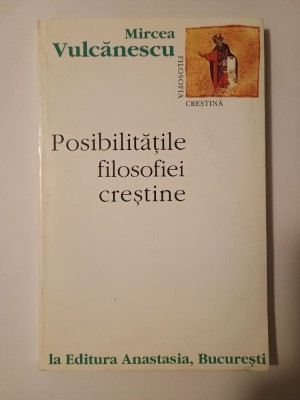 Mircea
Vulcănescu
FILOSOFIA
CREȘTINĂ
Posibilitățile
filosofiei
creștine
la Editura Anastasia, București